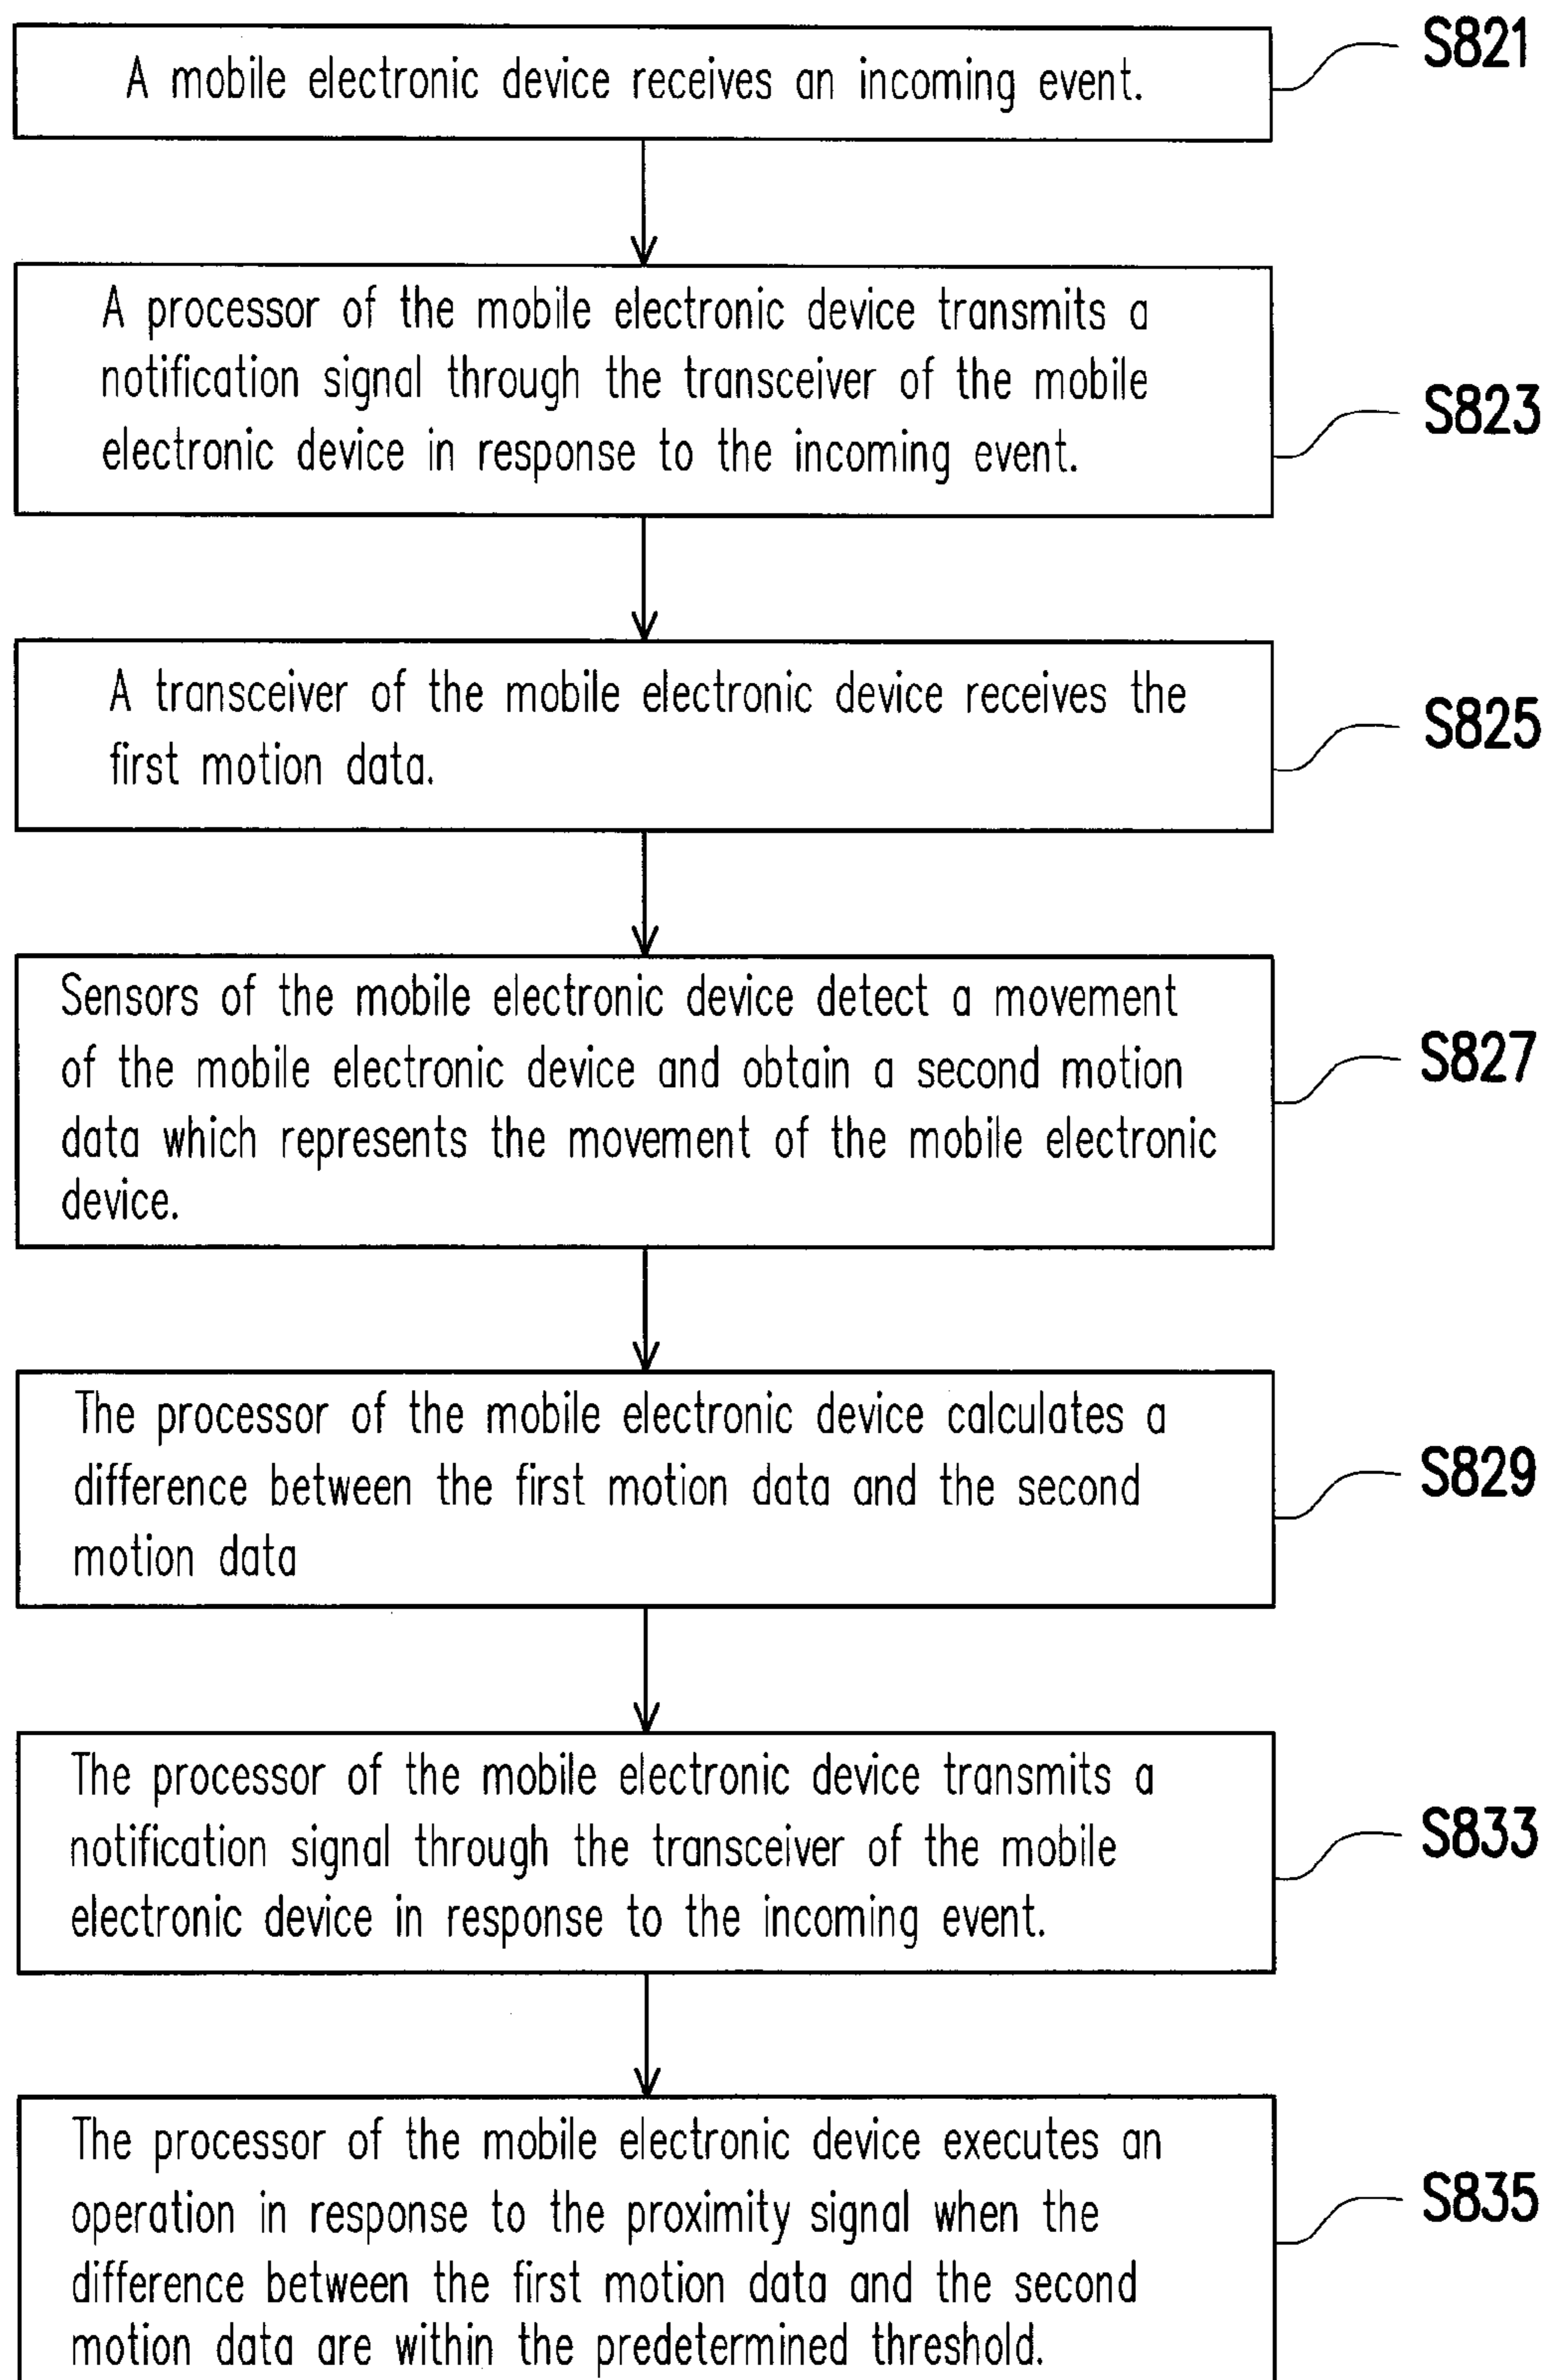 A mobile electronic device receives an incoming event.
S821
A processor of the mobile electronic device transmits a
notification signal through the transceiver of the mobile
electronic device in response to the incoming event.
S823
A transceiver of the mobile electronic device receives the
first motion data.
S825
Sensors of the mobile electronic device detect a movement
of the mobile electronic device and obtain a second motion
data which represents the movement of the mobile electronic
device.
S827
The processor of the mobile electronic device calculates a
difference between the first motion data and the second
motion data
S829
The processor of the mobile electronic device transmits a
notification signal through the transceiver of the mobile
electronic device in response to the incoming event.
S833
The processor of the mobile electronic device executes an
operation in response to the proximity signal when the
difference between the first motion data and the second
motion data are within the predetermined threshold.
S835